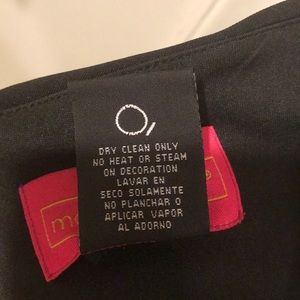 DRY CLEAN ONLY
NO HEAT OR STEAM
ON DECORATION
LAVAR EN
SECO SOLAMENTE
NO PLANCHAR O
APLICAR VAPOR
AL ADORNO